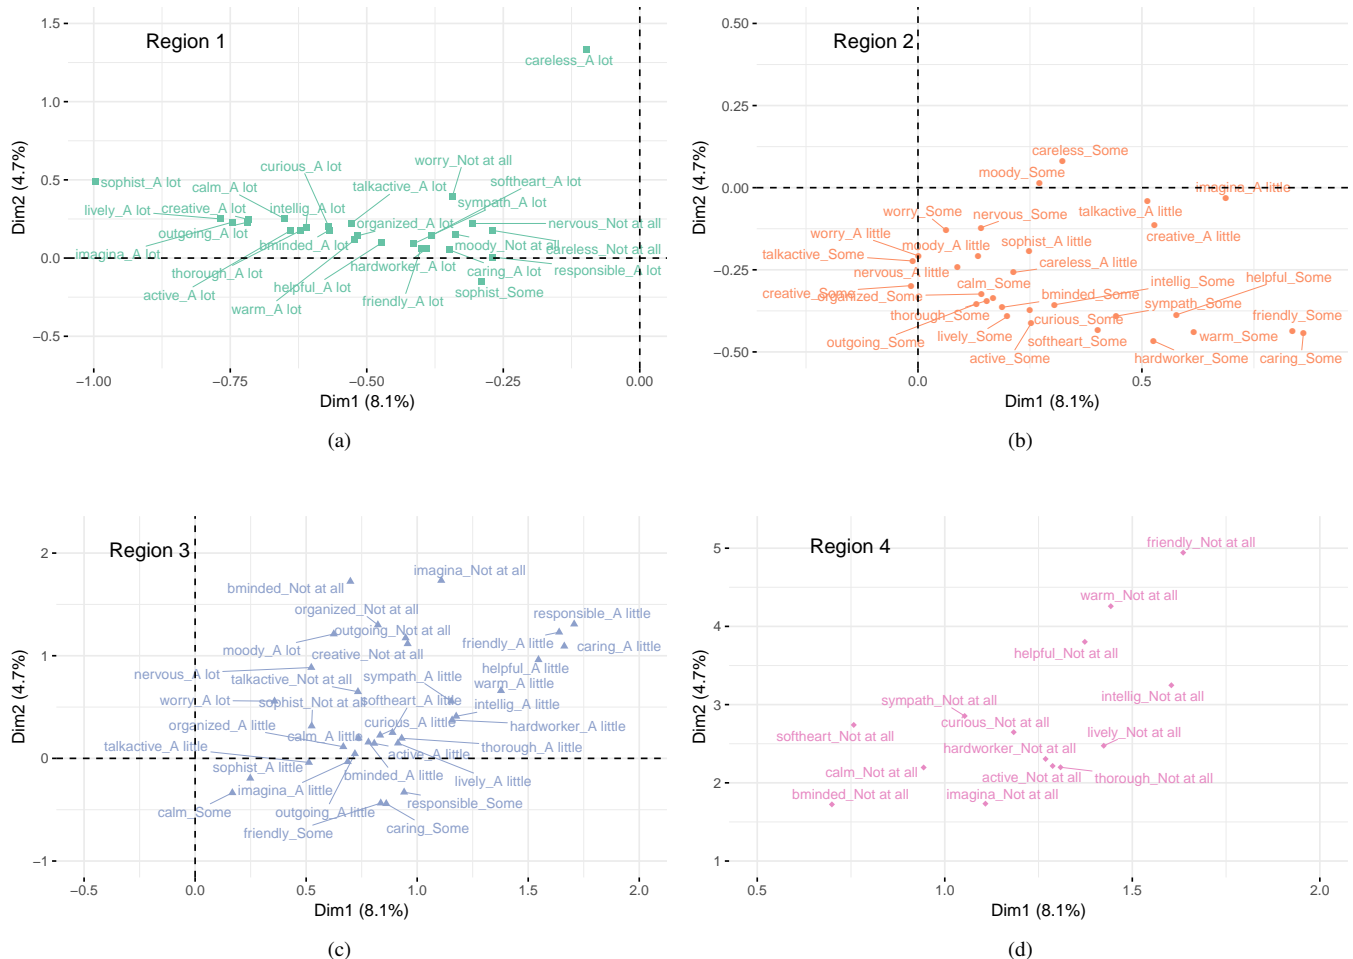 Region 1
1.5
1.0
0.5
0.0
−0.5
−1.00
−0.75
−0.50
−0.25
0.00
Dim1 (8.1%)
Dim2 (4.7%)
careless_A lot
worry_Not at all
curious_A lot
sophist_A lot
calm_A lot
talkactive_A lot
softheart_A lot
sympath_A lot
lively_A lot
creative_A lot
intellig_A lot
organized_A lot
nervous_Not at all
outgoing_A lot
bminded_A lot
moody_Not at all
careless_Not at all
imagina_A lot
thorough_A lot
hardworker_A lot
caring_A lot
responsible_A lot
active_A lot
helpful_A lot
friendly_A lot
sophist_Some
warm_A lot
(a)
Region 2
0.50
0.25
0.00
−0.25
−0.50
0.0
0.5
Dim1 (8.1%)
Dim2 (4.7%)
careless_Some
moody_Some
imagina_A little
worry_Some
nervous_Some
talkactive_A little
creative_A little
worry_A little
moody_A little
sophist_A little
talkactive_Some
nervous_A little
careless_A little
creative_Some
organized_Some
calm_Some
intellig_Some
helpful_Some
bminded_Some
sympath_Some
thorough_Some
curious_Some
friendly_Some
outgoing_Some
lively_Some
softheart_Some
warm_Some
active_Some
hardworker_Some
caring_Some
(b)
Region 3
2
1
0
−1
−0.5
0.0
0.5
1.0
1.5
2.0
Dim1 (8.1%)
Dim2 (4.7%)
imagina_Not at all
bminded_Not at all
organized_Not at all
responsible_A little
outgoing_Not at all
moody_A lot
friendly_A little
caring_A little
creative_Not at all
nervous_A lot
talkactive_Not at all
sympath_A little
helpful_A little
warm_A little
worry_A lot
sophist_Not at all
softheart_A little
intellig_A little
organized_A little
curious_A little
hardworker_A little
calm_A little
talkactive_A little
active_A little
thorough_A little
sophist_A little
bminded_A little
lively_A little
imagina_A little
calm_Some
outgoing_A little
responsible_Some
friendly_Some
caring_Some
(c)
Region 4
5
4
3
2
1
0.5
1.0
1.5
2.0
Dim1 (8.1%)
Dim2 (4.7%)
friendly_Not at all
warm_Not at all
helpful_Not at all
sympath_Not at all
intellig_Not at all
softheart_Not at all
curious_Not at all
lively_Not at all
hardworker_Not at all
calm_Not at all
active_Not at all
thorough_Not at all
bminded_Not at all
imagina_Not at all
(d)